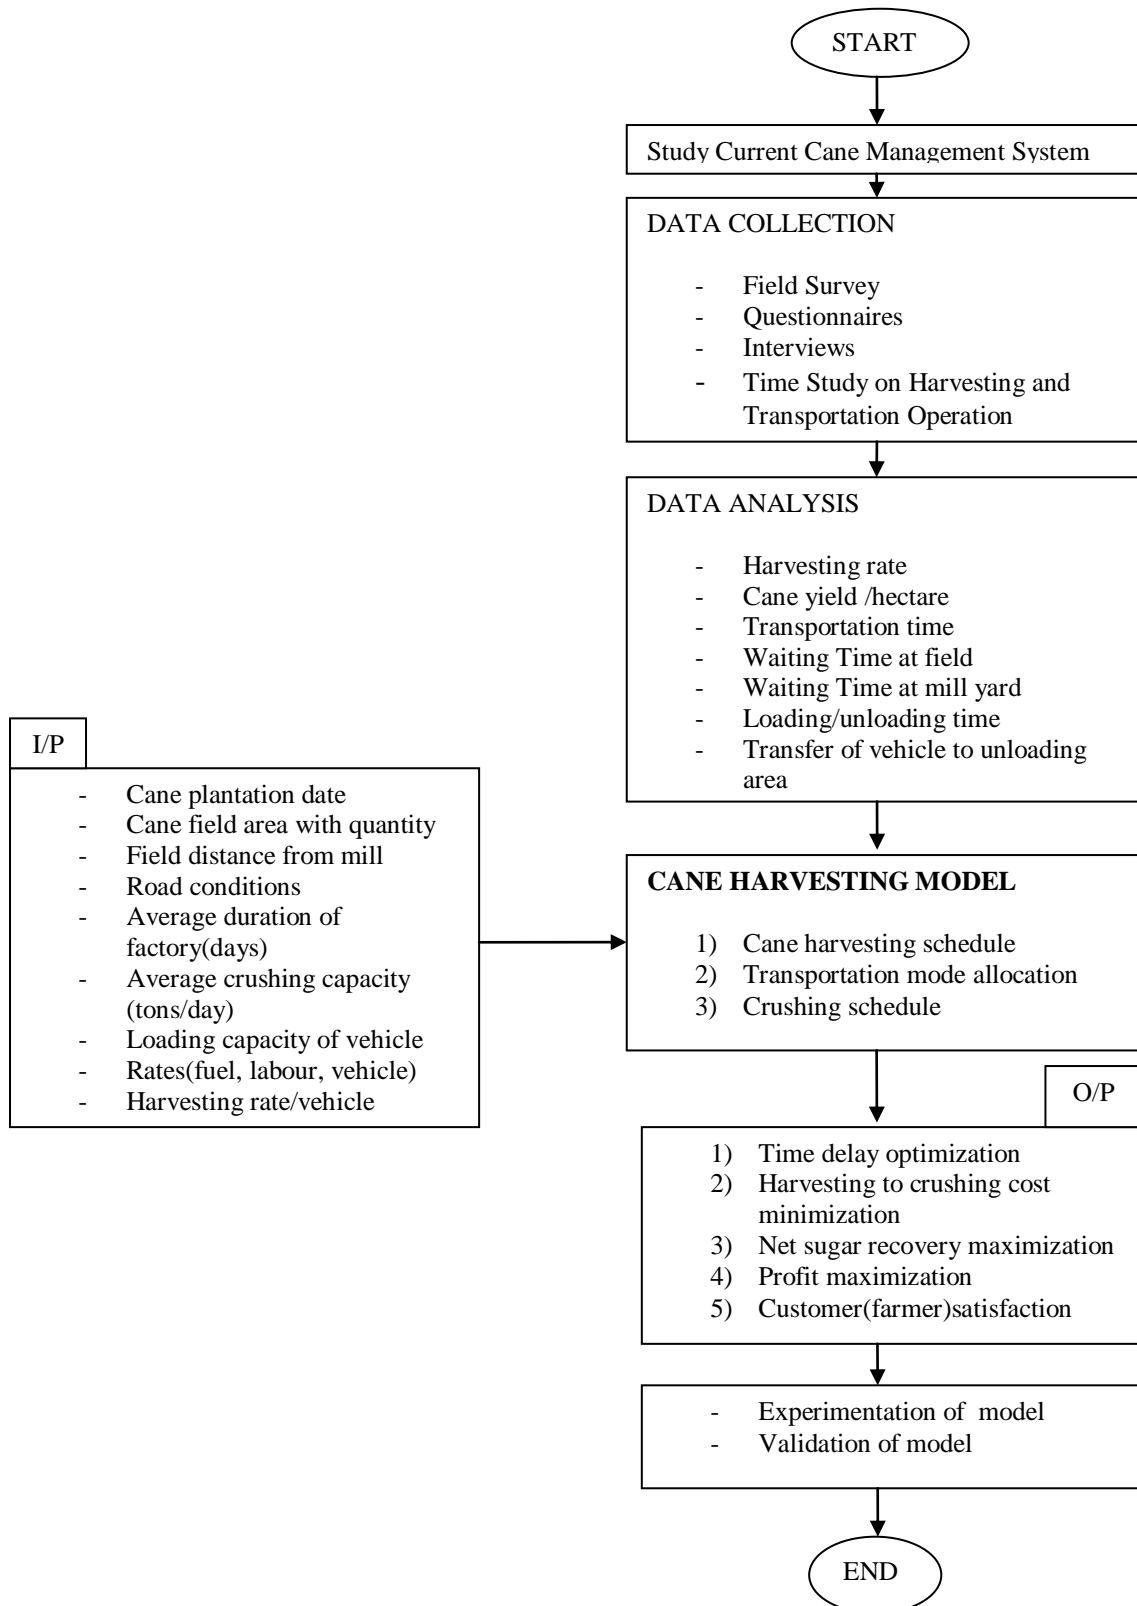 START
Study Current Cane Management System
DATA COLLECTION
- Field Survey
- Questionnaires
- Interviews
- Time Study on Harvesting and
Transportation Operation
DATA ANALYSIS
- Harvesting rate
- Cane yield /hectare
- Transportation time
- Waiting Time at field
- Waiting Time at mill yard
- Loading/unloading time
- Transfer of vehicle to unloading
area
I/P
- Cane plantation date
- Cane field area with quantity
- Field distance from mill
- Road conditions
- Average duration of
factory(days)
- Average crushing capacity
(tons/day)
- Loading capacity of vehicle
- Rates(fuel, labour, vehicle)
- Harvesting rate/vehicle
CANE HARVESTING MODEL
1) Cane harvesting schedule
2) Transportation mode allocation
3) Crushing schedule
O/P
1) Time delay optimization
2) Harvesting to crushing cost
minimization
3) Net sugar recovery maximization
4) Profit maximization
5) Customer(farmer)satisfaction
- Experimentation of model
- Validation of model
END